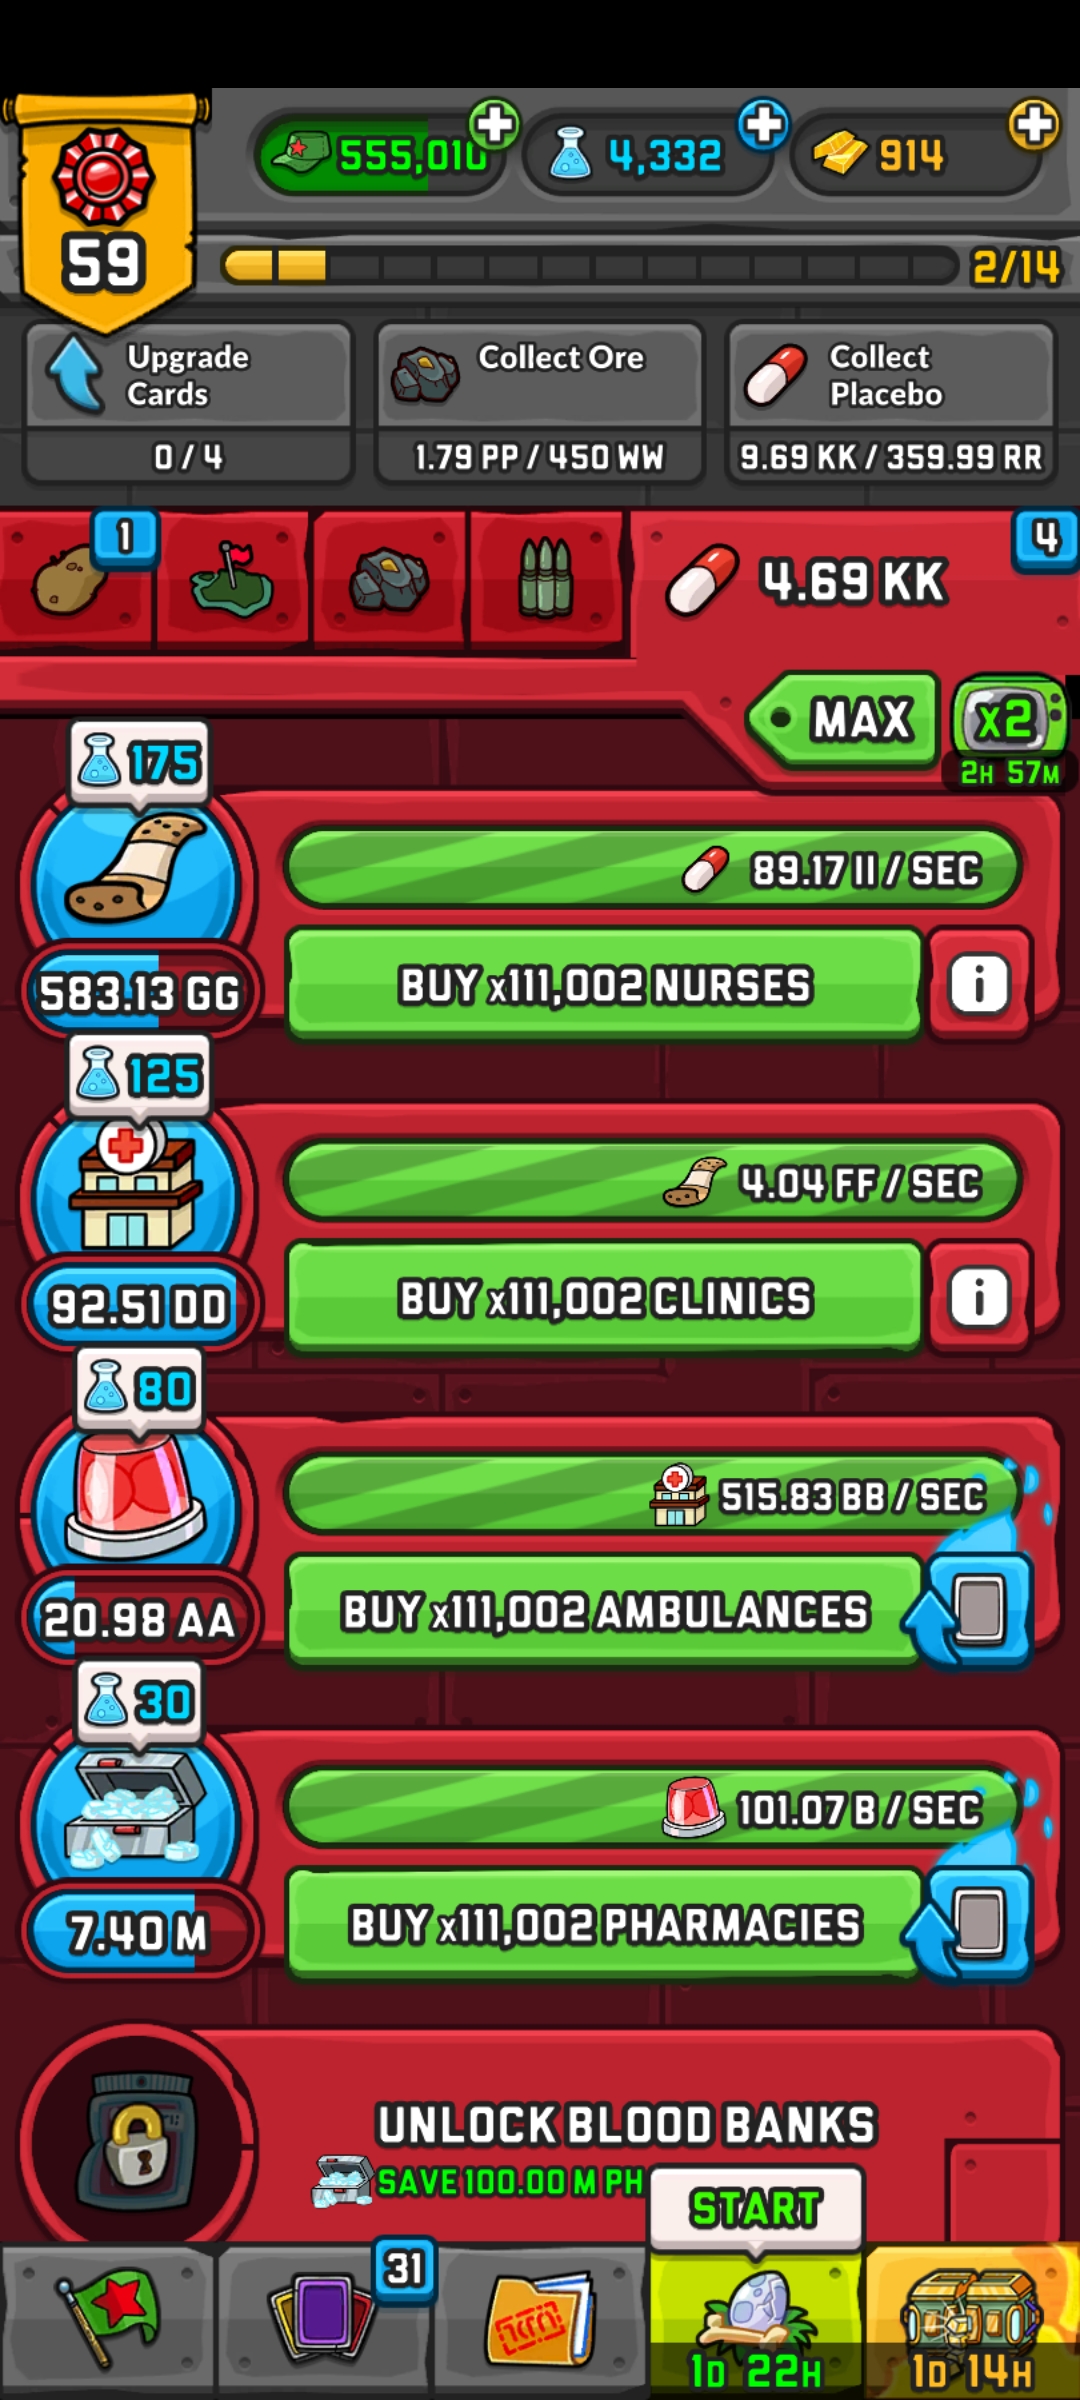 555,010
4,332
914
59
2/14
Upgrade
Cards
0 / 4
Collect Ore
1.79 PP / 450 WW
Collect
Placebo
9.69 KK / 359.99 RR
1
4.69 KK
4
MAX
x2
2H 57M
175
89.17 II / SEC
583.13 GG
BUY x111,002 NURSES
i
125
4.04 FF / SEC
92.51 DD
BUY x111,002 CLINICS
i
80
515.83 BB / SEC
20.98 AA
BUY x111,002 AMBULANCES
30
101.07 B / SEC
7.40 M
BUY x111,002 PHARMACIES
UNLOCK BLOOD BANKS
SAVE 100.00 M PH
START
31
1D 22H
1D 14H